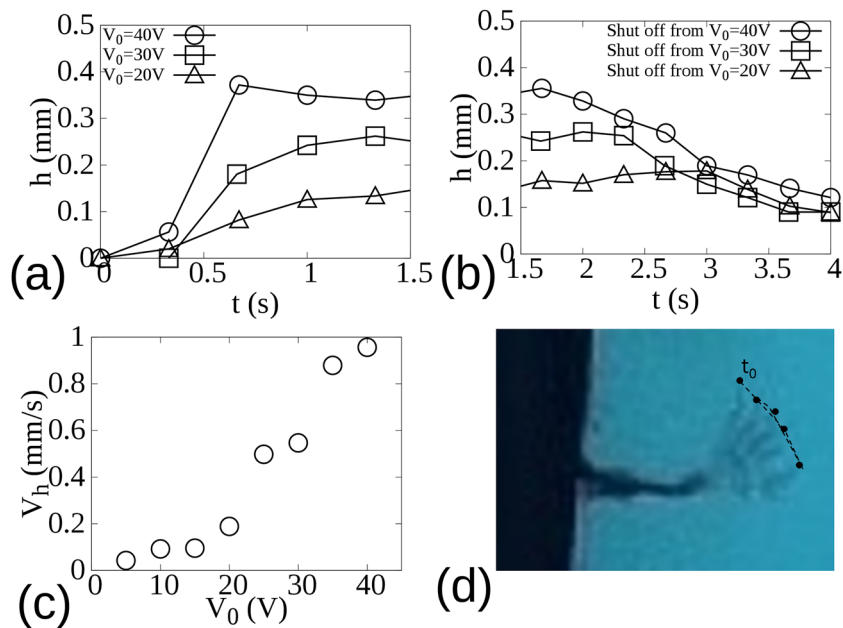 0.5
0.4
0.3
0.2
0.1
0
h (mm)
V0=40V
V0=30V
V0=20V
0 0.5 1 1.5
t (s)
(a)
0.5
0.4
0.3
0.2
0.1
0
h (mm)
Shut off from V0=40V
Shut off from V0=30V
Shut off from V0=20V
1.5 2 2.5 3 3.5 4
t (s)
(b)
1
0.8
0.6
0.4
0.2
0
Vh (mm/s)
0 10 20 30 40
V0 (V)
(c)
t0
(d)